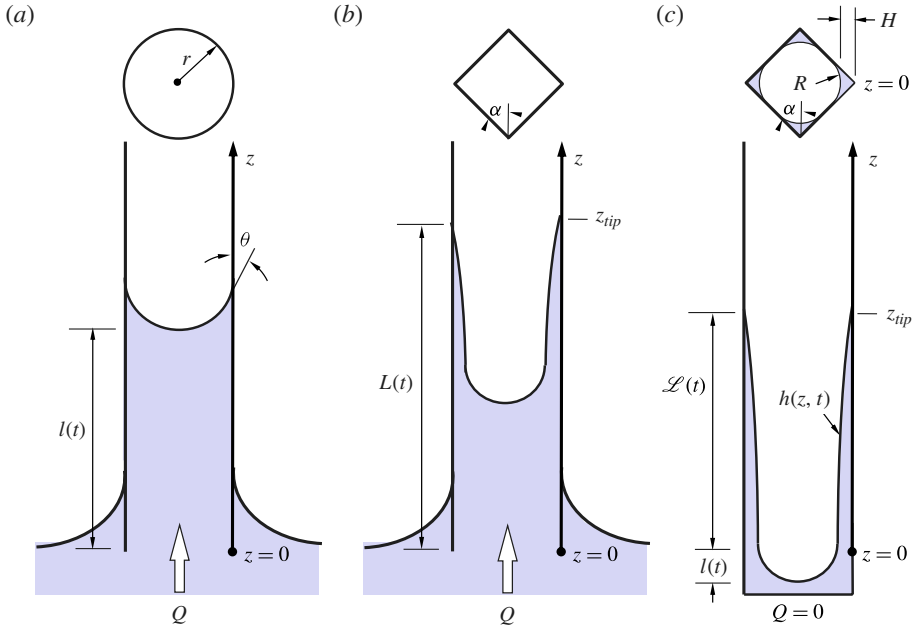 (a)
r
z
θ
l(t)
z = 0
Q
(b)
α
z
z_tip
L(t)
z = 0
Q
(c)
H
R
z = 0
α
z
z_tip
ℒ(t)
h(z, t)
z = 0
l(t)
Q = 0